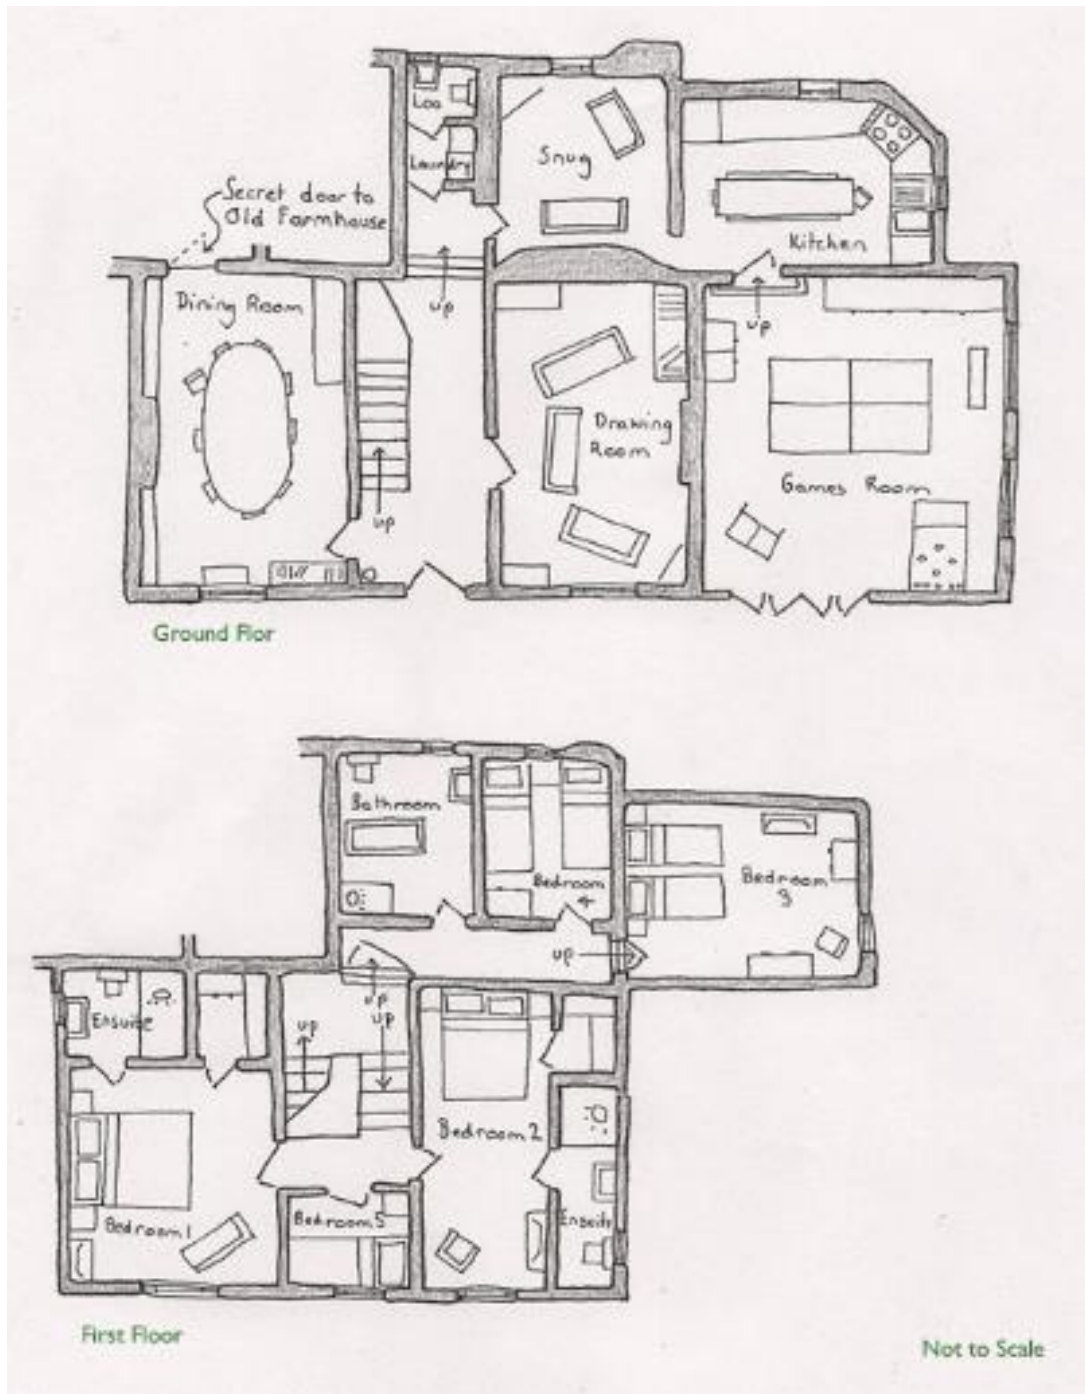 Loo
Laundry
Snug
Kitchen
Secret door to
Old Farmhouse
Dining Room
up
up
up
Drawing
Room
Games Room
Ground Flor
Bathroom
Bedroom
4
Bedroom
3
up
up
up
up
Ensuite
Bedroom 2
Bedroom 1
Bedroom 5
Ensuite
First Floor
Not to Scale